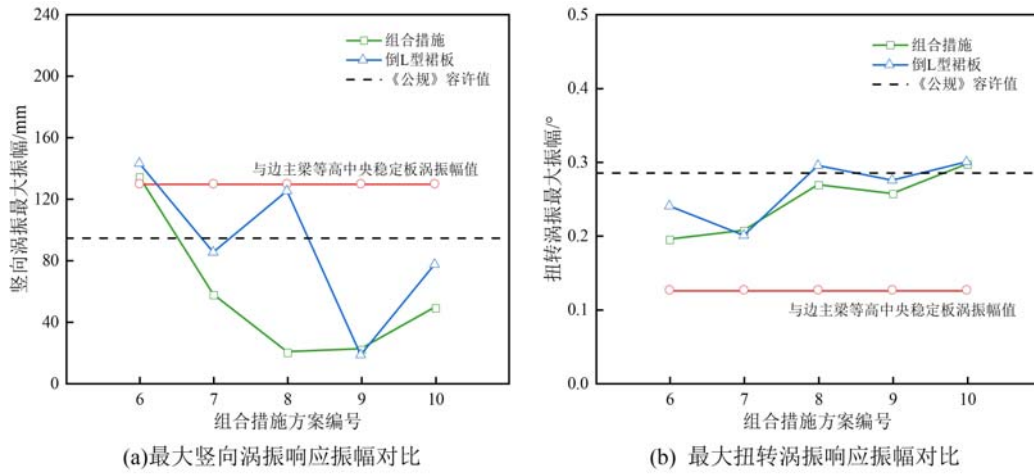 240
200
160
120
80
40
0
竖向涡振最大振幅/mm
组合措施
倒L型裙板
《公规》容许值
与边主梁等高中央稳定板涡振幅值
6 7 8 9 10
组合措施方案编号
(a)最大竖向涡振响应振幅对比
0.5
0.4
0.3
0.2
0.1
0.0
扭转涡振最大振幅/°
组合措施
倒L型裙板
《公规》容许值
与边主梁等高中央稳定板涡振幅值
6 7 8 9 10
组合措施方案编号
(b) 最大扭转涡振响应振幅对比